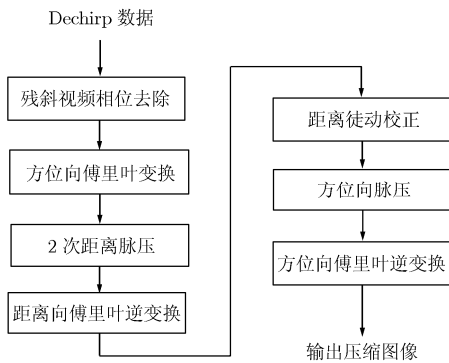 Dechirp 数据
残斜视频相位去除
方位向傅里叶变换
2 次距离脉压
距离向傅里叶逆变换
距离徒动校正
方位向脉压
方位向傅里叶逆变换
输出压缩图像